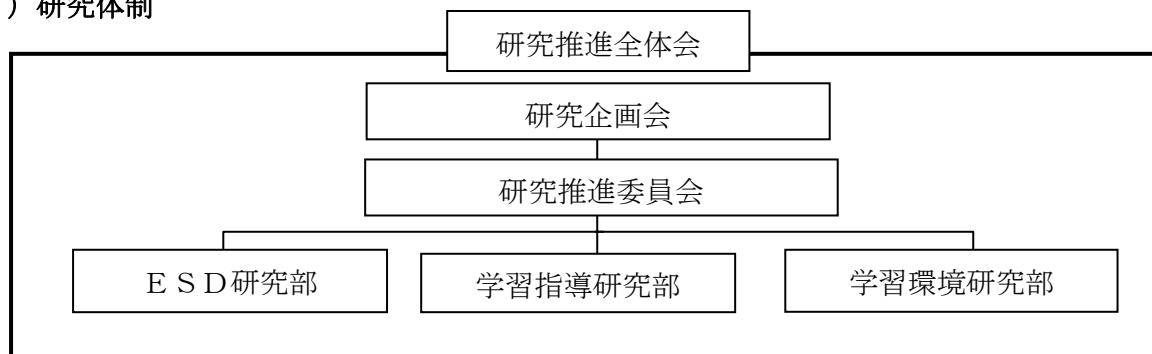 ）研究体制
研究推進全体会
研究企画会
研究推進委員会
ＥＳＤ研究部
学習指導研究部
学習環境研究部